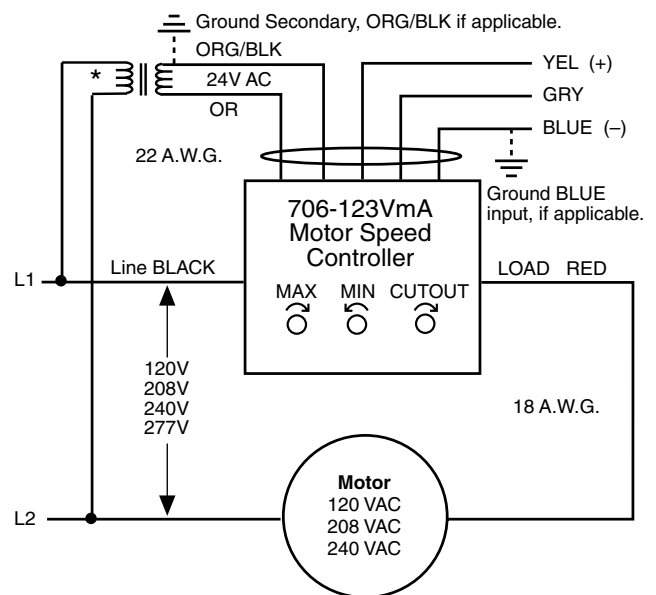 Ground Secondary, ORG/BLK if applicable.
ORG/BLK
YEL (+)
*
24V AC
GRY
OR
BLUE (–)
22 A.W.G.
Ground BLUE
input, if applicable.
706-123VmA
Motor Speed
Controller
L1
Line BLACK
LOAD RED
MAX MIN CUTOUT
120V
208V
240V
277V
18 A.W.G.
Motor
120 VAC
208 VAC
240 VAC
L2